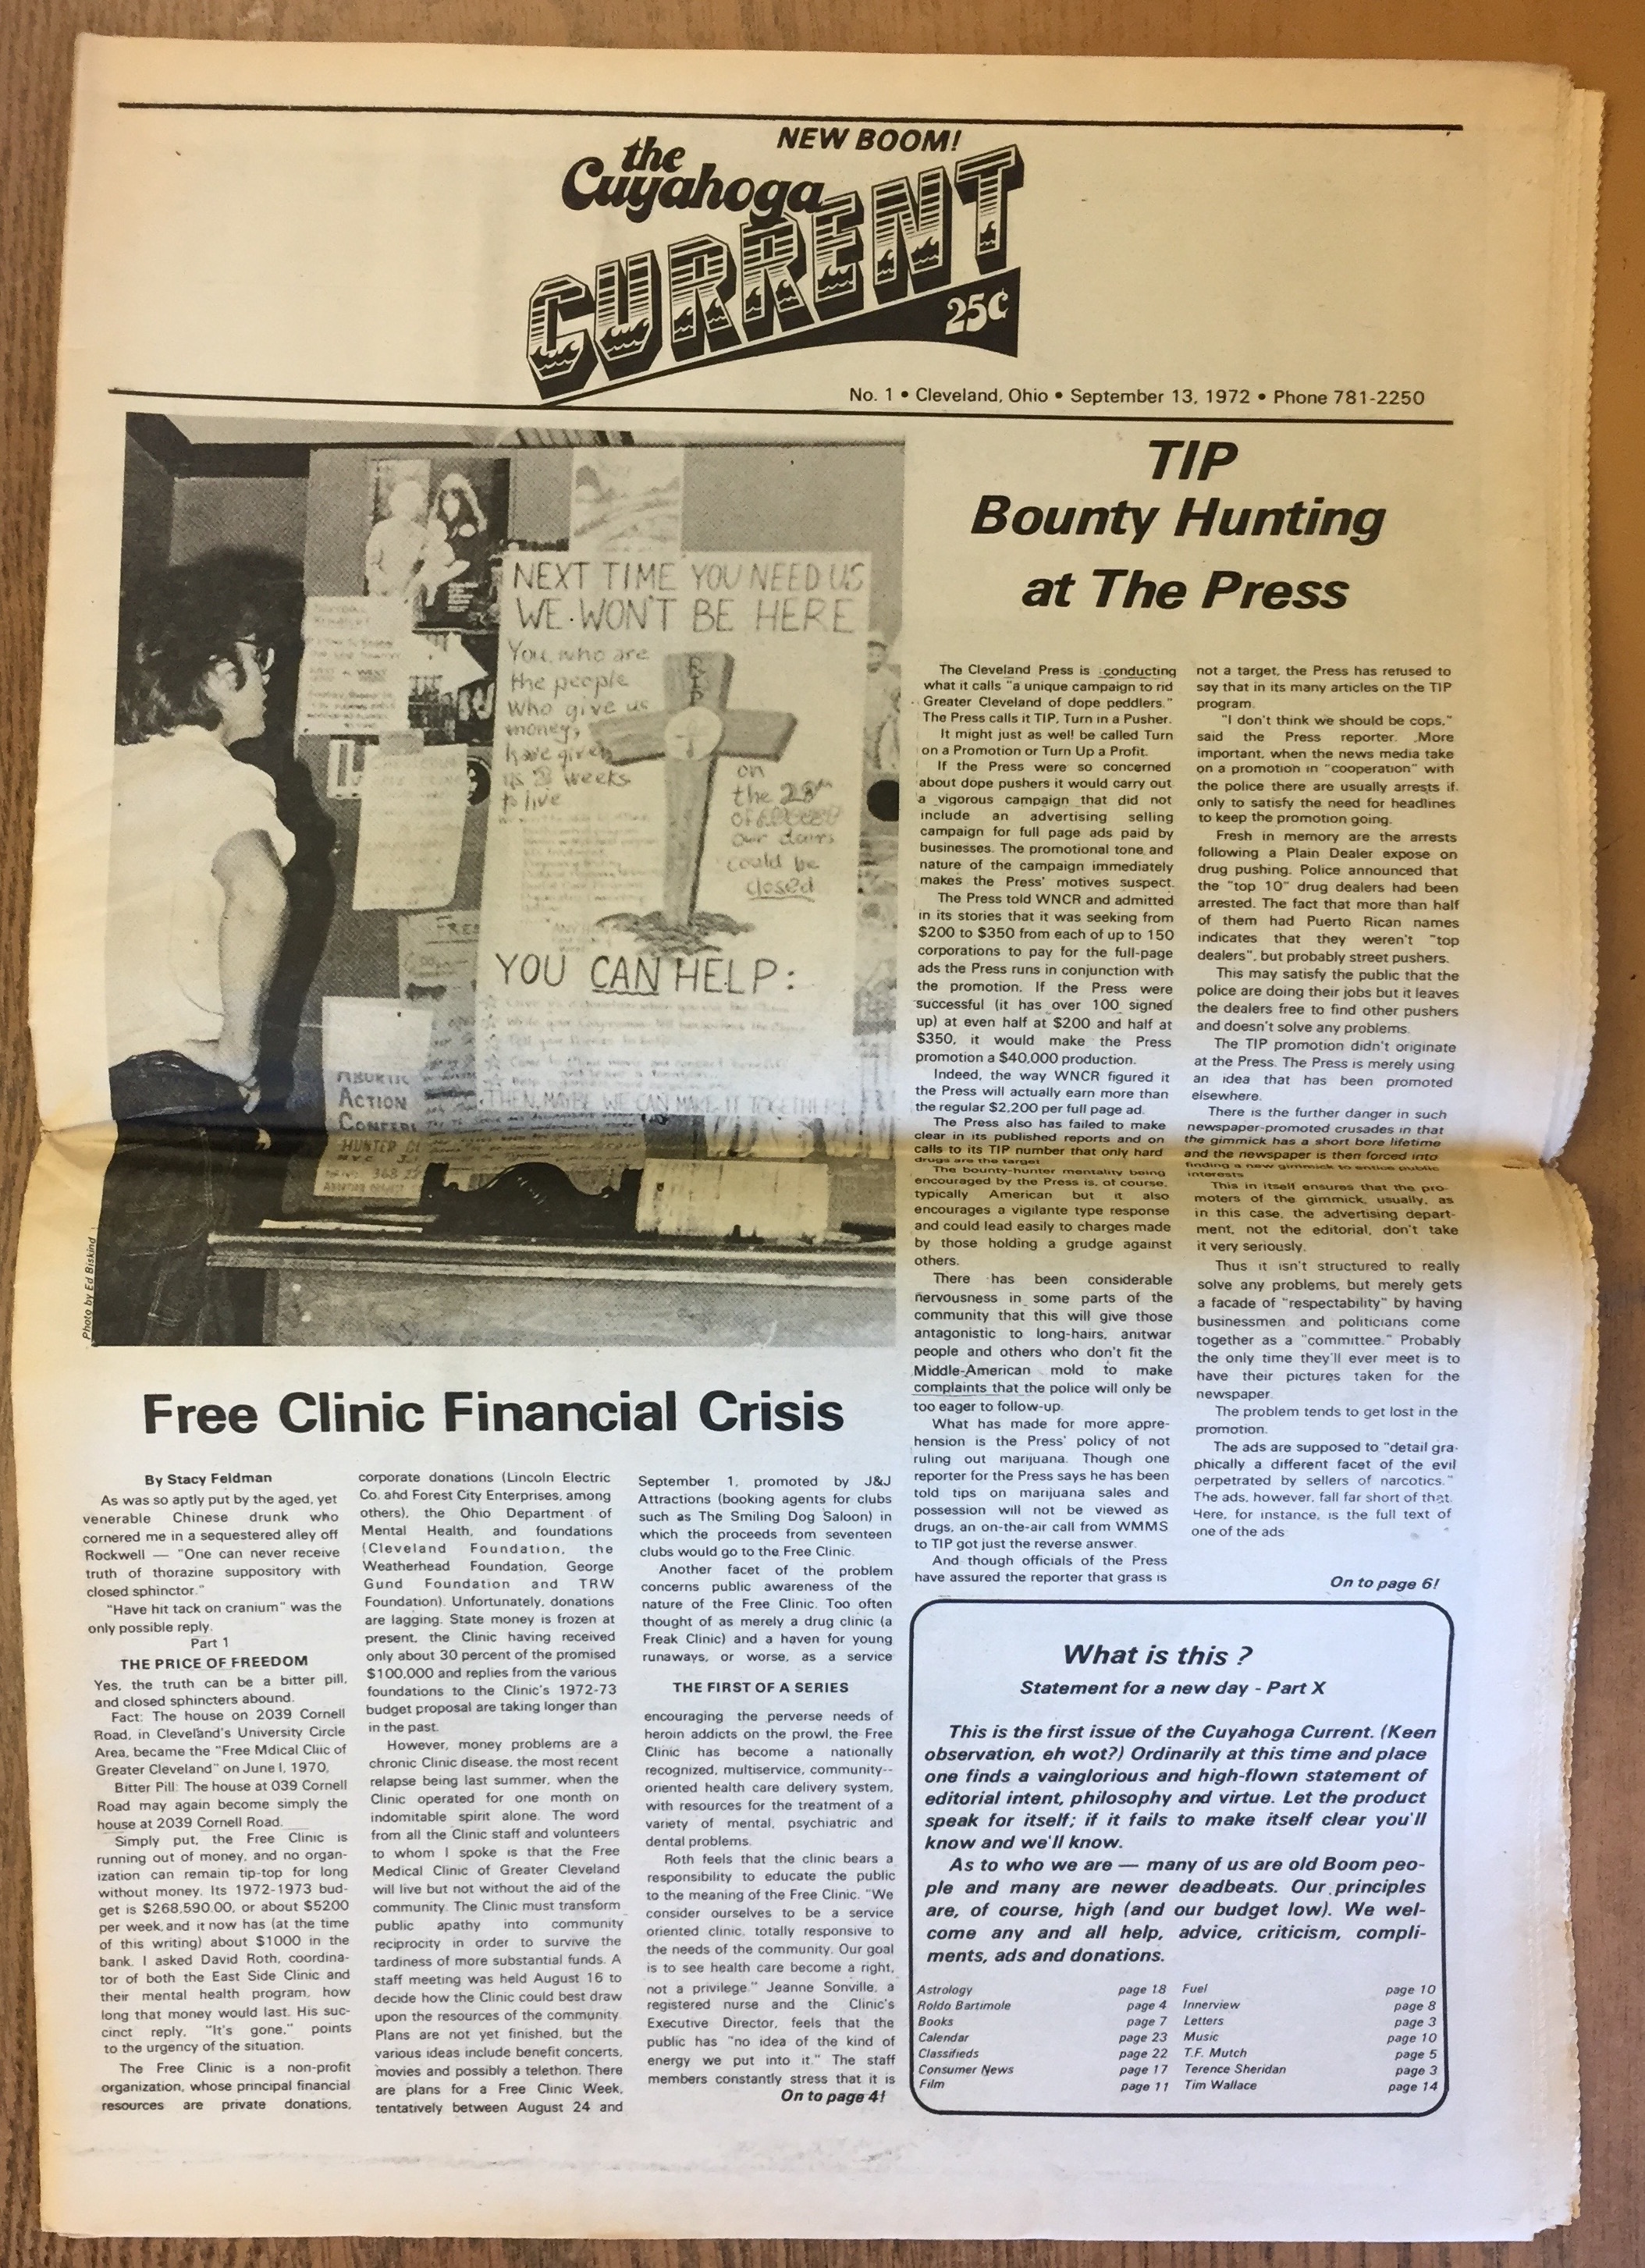 NEW BOOM!
the
Cuyahoga
CURRENT
25¢
No. 1 • Cleveland, Ohio • September 13, 1972 • Phone 781-2250
NEXT TIME YOU NEED US
WE WON'T BE HERE
You, who are
the people
who give us
money,
have given
us 2 weeks
to live
RIP
on
the 28th
of
our doors
could be
closed
YOU CAN HELP:
THEN, MAYBE WE CAN MAKE IT TOGETHER!
FREE
ABORTIC
ACTION
CONFER
HUNTER
Photo by Ed Biskind
Free Clinic Financial Crisis
By Stacy Feldman
As was so aptly put by the aged, yet
venerable Chinese drunk who
cornered me in a sequestered alley off
Rockwell — "One can never receive
truth of thorazine suppository with
closed sphinctor."
"Have hit tack on cranium" was the
only possible reply.
Part 1
THE PRICE OF FREEDOM
Yes, the truth can be a bitter pill,
and closed sphincters abound.
Fact: The house on 2039 Cornell
Road, in Cleveland's University Circle
Area, became the "Free Mdical Cliic of
Greater Cleveland" on June I, 1970,
Bitter Pill: The house at 039 Cornell
Road may again become simply the
house at 2039 Cornell Road.
Simply put, the Free Clinic is
running out of money, and no organ-
ization can remain tip-top for long
without money. Its 1972-1973 bud-
get is $268,590.00, or about $5200
per week, and it now has (at the time
of this writing) about $1000 in the
bank. I asked David Roth, coordina-
tor of both the East Side Clinic and
their mental health program, how
long that money would last. His suc-
cinct reply, "It's gone," points
to the urgency of the situation.
The Free Clinic is a non-profit
organization, whose principal financial
resources are private donations,
corporate donations (Lincoln Electric
Co. ahd Forest City Enterprises, among
others), the Ohio Department of
Mental Health, and foundations
(Cleveland Foundation, the
Weatherhead Foundation, George
Gund Foundation and TRW
Foundation). Unfortunately, donations
are lagging. State money is frozen at
present, the Clinic having received
only about 30 percent of the promised
$100,000 and replies from the various
foundations to the Clinic's 1972-73
budget proposal are taking longer than
in the past.
However, money problems are a
chronic Clinic disease, the most recent
relapse being last summer, when the
Clinic operated for one month on
indomitable spirit alone. The word
from all the Clinic staff and volunteers
to whom I spoke is that the Free
Medical Clinic of Greater Cleveland
will live but not without the aid of the
community. The Clinic must transform
public apathy into community
reciprocity in order to survive the
tardiness of more substantial funds. A
staff meeting was held August 16 to
decide how the Clinic could best draw
upon the resources of the community.
Plans are not yet finished, but the
various ideas include benefit concerts,
movies and possibly a telethon. There
are plans for a Free Clinic Week,
tentatively between August 24 and
September 1, promoted by J&J
Attractions (booking agents for clubs
such as The Smiling Dog Saloon) in
which the proceeds from seventeen
clubs would go to the Free Clinic.
Another facet of the problem
concerns public awareness of the
nature of the Free Clinic. Too often
thought of as merely a drug clinic (a
Freak Clinic) and a haven for young
runaways, or worse, as a service
THE FIRST OF A SERIES
encouraging the perverse needs of
heroin addicts on the prowl, the Free
Clinic has become a nationally
recognized, multiservice, community--
oriented health care delivery system,
with resources for the treatment of a
variety of mental, psychiatric and
dental problems.
Roth feels that the clinic bears a
responsibility to educate the public
to the meaning of the Free Clinic. "We
consider ourselves to be a service
oriented clinic, totally responsive to
the needs of the community. Our goal
is to see health care become a right,
not a privilege." Jeanne Sonville, a
registered nurse and the Clinic's
Executive Director, feels that the
public has "no idea of the kind of
energy we put into it." The staff
members constantly stress that it is
On to page 4!
TIP
Bounty Hunting
at The Press
The Cleveland Press is conducting
what it calls "a unique campaign to rid
Greater Cleveland of dope peddlers."
The Press calls it TIP, Turn in a Pusher.
It might just as well be called Turn
on a Promotion or Turn Up a Profit.
If the Press were so concerned
about dope pushers it would carry out
a vigorous campaign that did not
include an advertising selling
campaign for full page ads paid by
businesses. The promotional tone and
nature of the campaign immediately
makes the Press' motives suspect.
The Press told WNCR and admitted
in its stories that it was seeking from
$200 to $350 from each of up to 150
corporations to pay for the full-page
ads the Press runs in conjunction with
the promotion. If the Press were
successful (it has over 100 signed
up) at even half at $200 and half at
$350, it would make the Press
promotion a $40,000 production.
Indeed, the way WNCR figured it
the Press will actually earn more than
the regular $2,200 per full page ad.
The Press also has failed to make
clear in its published reports and on
calls to its TIP number that only hard
drugs are the target.
The bounty-hunter mentality being
encouraged by the Press is, of course,
typically American but it also
encourages a vigilante type response
and could lead easily to charges made
by those holding a grudge against
others.
There has been considerable
nervousness in some parts of the
community that this will give those
antagonistic to long-hairs, anitwar
people and others who don't fit the
Middle-American mold to make
complaints that the police will only be
too eager to follow-up.
What has made for more appre-
hension is the Press' policy of not
ruling out marijuana. Though one
reporter for the Press says he has been
told tips on marijuana sales and
possession will not be viewed as
drugs, an on-the-air call from WMMS
to TIP got just the reverse answer.
And though officials of the Press
have assured the reporter that grass is
not a target, the Press has refused to
say that in its many articles on the TIP
program.
"I don't think we should be cops,"
said the Press reporter. More
important, when the news media take
on a promotion in "cooperation" with
the police there are usually arrests if
only to satisfy the need for headlines
to keep the promotion going.
Fresh in memory are the arrests
following a Plain Dealer expose on
drug pushing. Police announced that
the "top 10" drug dealers had been
arrested. The fact that more than half
of them had Puerto Rican names
indicates that they weren't "top
dealers", but probably street pushers.
This may satisfy the public that the
police are doing their jobs but it leaves
the dealers free to find other pushers
and doesn't solve any problems.
The TIP promotion didn't originate
at the Press. The Press is merely using
an idea that has been promoted
elsewhere.
There is the further danger in such
newspaper-promoted crusades in that
the gimmick has a short bore lifetime
and the newspaper is then forced into
finding a new gimmick to entice public
interests
This in itself ensures that the pro-
moters of the gimmick, usually, as
in this case, the advertising depart-
ment, not the editorial, don't take
it very seriously.
Thus it isn't structured to really
solve any problems, but merely gets
a facade of "respectability" by having
businessmen and politicians come
together as a "committee." Probably
the only time they'll ever meet is to
have their pictures taken for the
newspaper.
The problem tends to get lost in the
promotion.
The ads are supposed to "detail gra-
phically a different facet of the evil
perpetrated by sellers of narcotics."
The ads, however, fall far short of that.
Here, for instance, is the full text of
one of the ads
On to page 6!
What is this ?
Statement for a new day - Part X
This is the first issue of the Cuyahoga Current. (Keen
observation, eh wot?) Ordinarily at this time and place
one finds a vainglorious and high-flown statement of
editorial intent, philosophy and virtue. Let the product
speak for itself; if it fails to make itself clear you'll
know and we'll know.
As to who we are — many of us are old Boom peo-
ple and many are newer deadbeats. Our principles
are, of course, high (and our budget low). We wel-
come any and all help, advice, criticism, compli-
ments, ads and donations.
Astrology page 18 Fuel page 10
Roldo Bartimole page 4 Innerview page 8
Books page 7 Letters page 3
Calendar page 23 Music page 10
Classifieds page 22 T.F. Mutch page 5
Consumer News page 17 Terence Sheridan page 3
Film page 11 Tim Wallace page 14